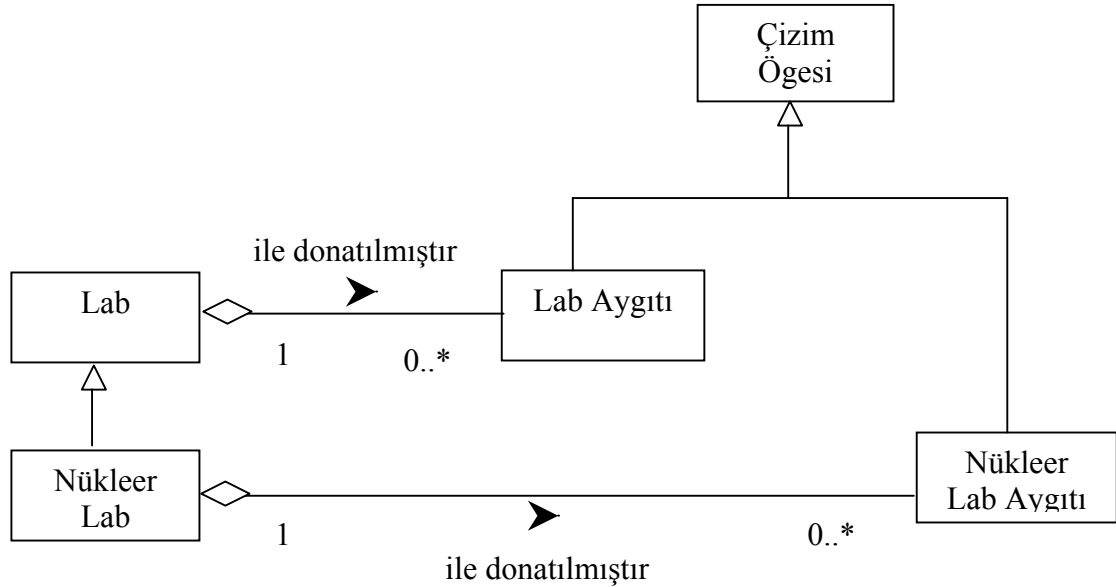 Çizim
Ögesi
ile donatılmıştır
Lab
Lab Aygıtı
1
0..*
Nükleer
Lab
Nükleer
Lab Aygıtı
1
0..*
ile donatılmıştır